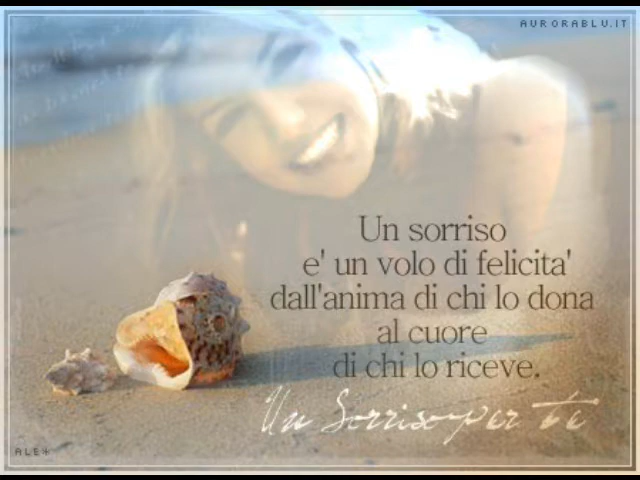 AURORABLU.IT
Un sorriso
e' un volo di felicita'
dall'anima di chi lo dona
al cuore
di chi lo riceve.
Un Sorriso per te